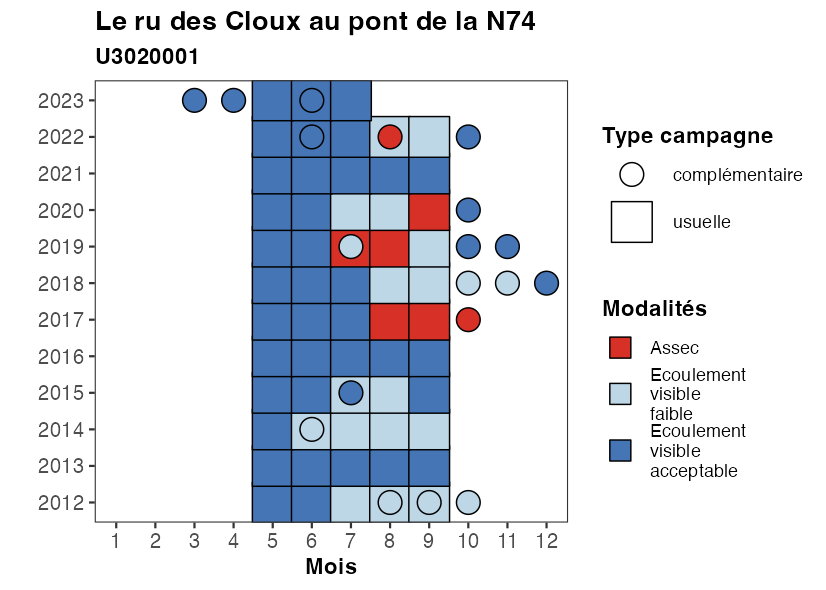 Le ru des Cloux au pont de la N74
U3020001
2023
2022
2021
2020
2019
2018
2017
2016
2015
2014
2013
2012
1 2 3 4 5 6 7 8 9 10 11 12
Mois
Type campagne
complémentaire
usuelle
Modalités
Assec
Ecoulement
visible
faible
Ecoulement
visible
acceptable